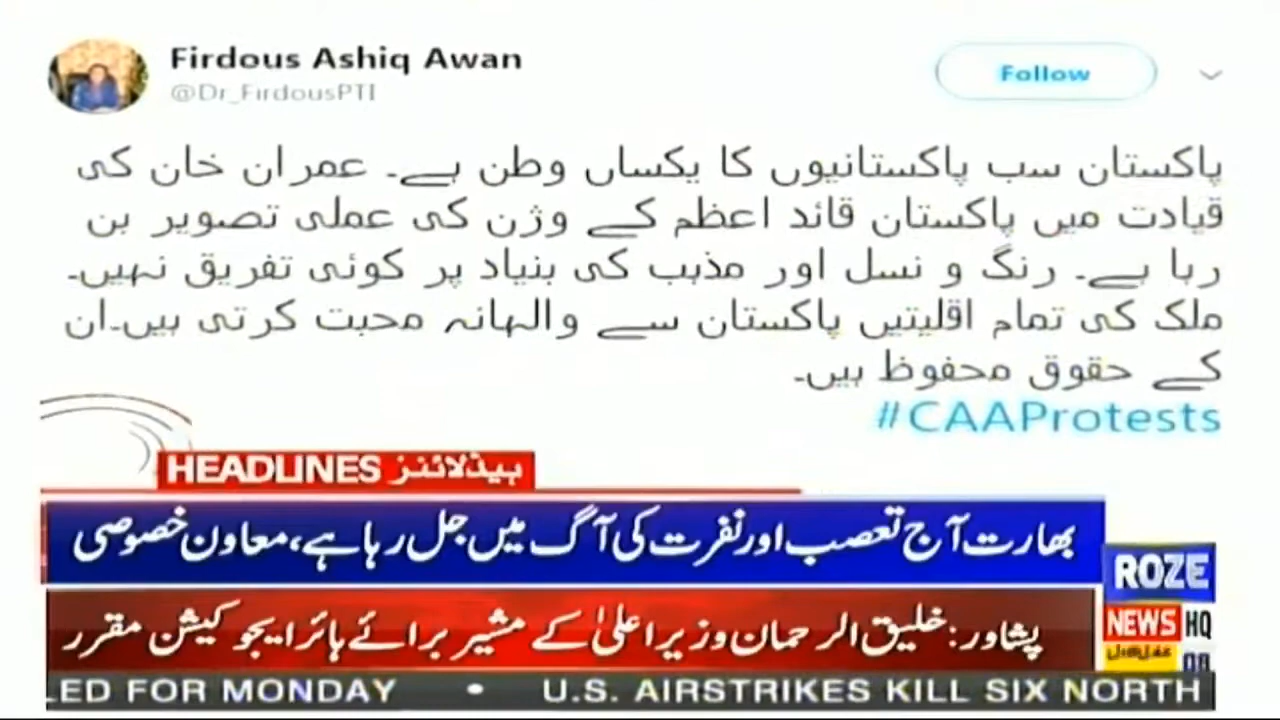 Firdous Ashiq Awan
@Dr_FirdousPTI
Follow
پاکستان سب پاکستانیوں کا یکساں وطن ہے۔ عمران خان کی
قیادت میں پاکستان قائد اعظم کے وژن کی عملی تصویر بن
رہا ہے۔ رنگ و نسل اور مذہب کی بنیاد پر کوئی تفریق نہیں۔
ملک کی تمام اقلیتیں پاکستان سے والہانہ محبت کرتی ہیں۔ان
کے حقوق محفوظ ہیں۔
#CAAProtests
HEADLINES ہیڈلائنز
بھارت آج تعصب اور نفرت کی آگ میں جل رہا ہے، معاون خصوصی
پشاور: خلیق الرحمان وزیراعلیٰ کے مشیر برائے ہائر ایجوکیشن مقرر
ROZE
NEWS HQ
LED FOR MONDAY • U.S. AIRSTRIKES KILL SIX NORTH